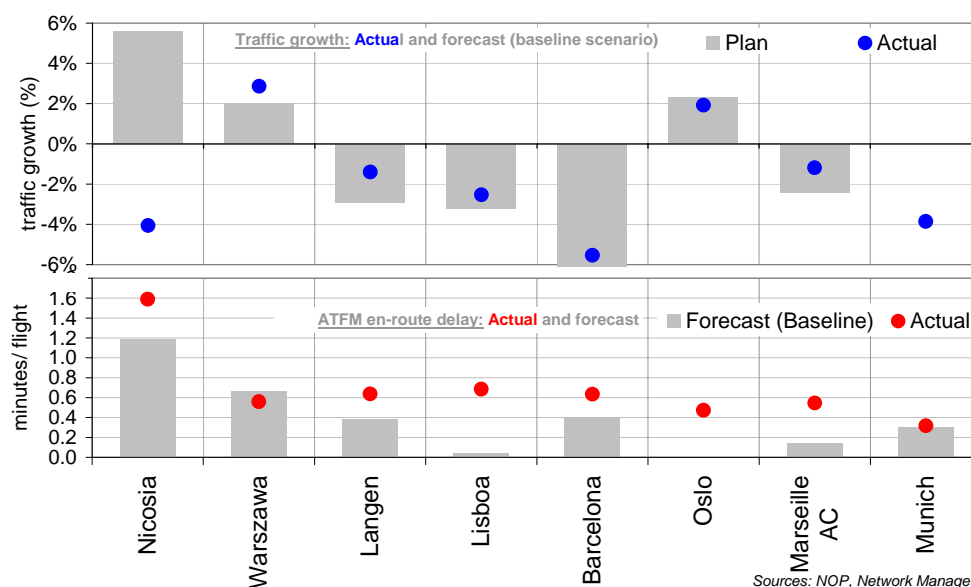 6%
Traffic growth: Actual and forecast (baseline scenario)
Plan
Actual
4%
2%
0%
-2%
-4%
-6%
traffic growth (%)
1.6
ATFM en-route delay: Actual and forecast
Forecast (Baseline)
Actual
1.4
1.2
1.0
0.8
0.6
0.4
0.2
0.0
minutes/ flight
Nicosia
Warszawa
Langen
Lisboa
Barcelona
Oslo
Marseille
AC
Munich
Sources: NOP, Network Manage